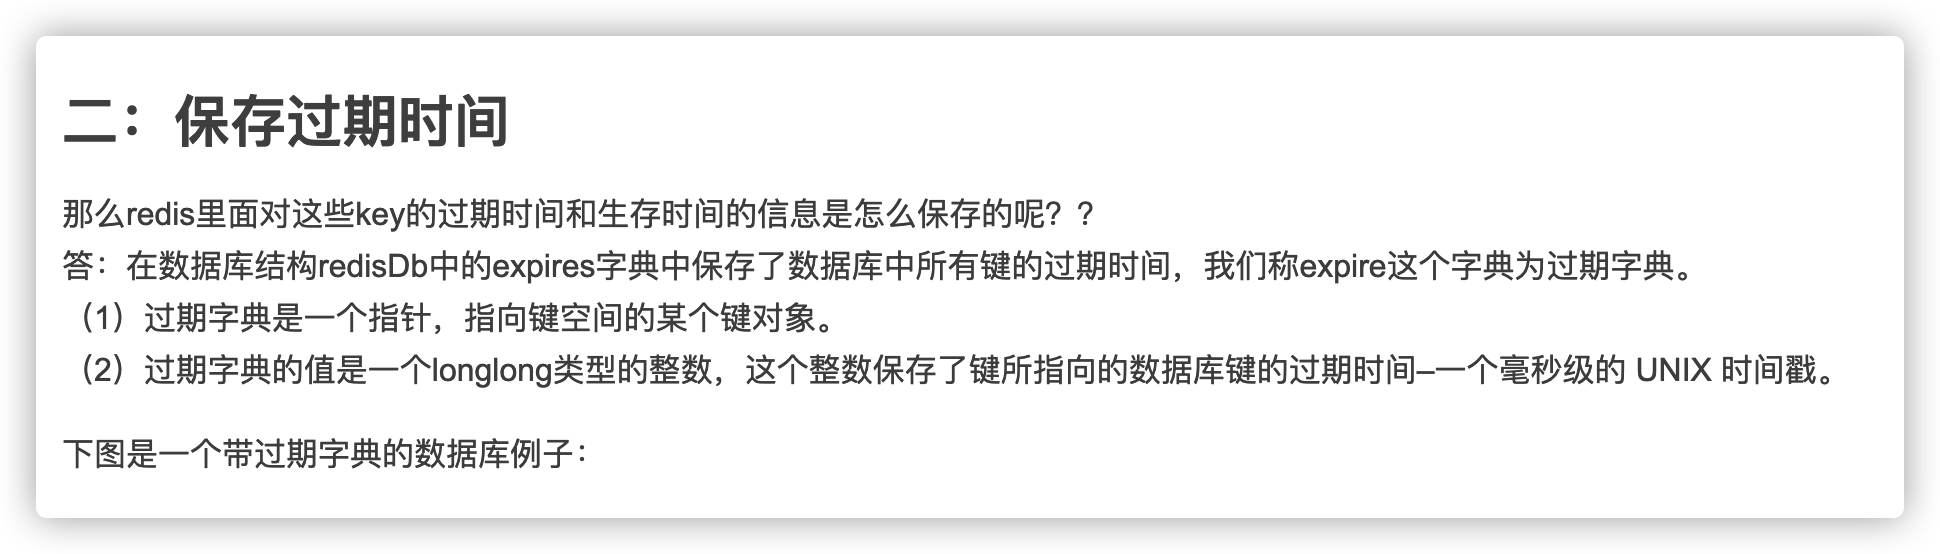 二：保存过期时间
那么redis里面对这些key的过期时间和生存时间的信息是怎么保存的呢？？
答：在数据库结构redisDb中的expires字典中保存了数据库中所有键的过期时间，我们称expire这个字典为过期字典。
（1）过期字典是一个指针，指向键空间的某个键对象。
（2）过期字典的值是一个longlong类型的整数，这个整数保存了键所指向的数据库键的过期时间–一个毫秒级的 UNIX 时间戳。
下图是一个带过期字典的数据库例子：